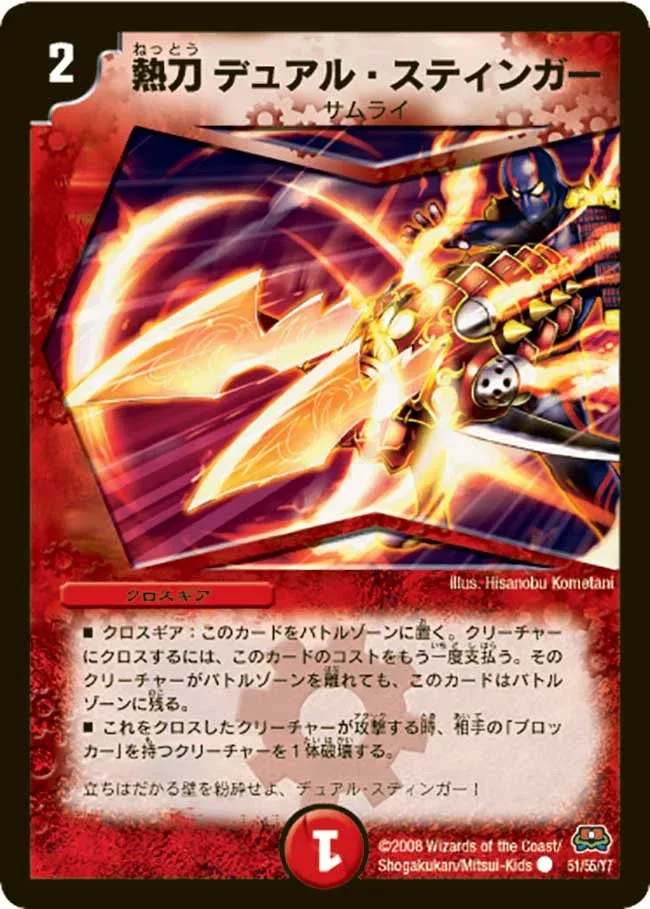 2
ねっとう
熱刀 デュアル・スティンガー
サムライ
illus. Hisanobu Kometani
クロスギア
■ クロスギア：このカードをバトルゾーンに置く。クリーチャー
にクロスするには、このカードのコストをもう一度支払う。その
クリーチャーがバトルゾーンを離れても、このカードはバトル
ゾーンに残る。
■ これをクロスしたクリーチャーが攻撃する時、相手の「ブロッ
カー」を持つクリーチャーを１体破壊する。
立ちはだかる壁を粉砕せよ、デュアル・スティンガー！
1
©2008 Wizards of the Coast/
Shogakukan/Mitsui-Kids
51/55/Y7